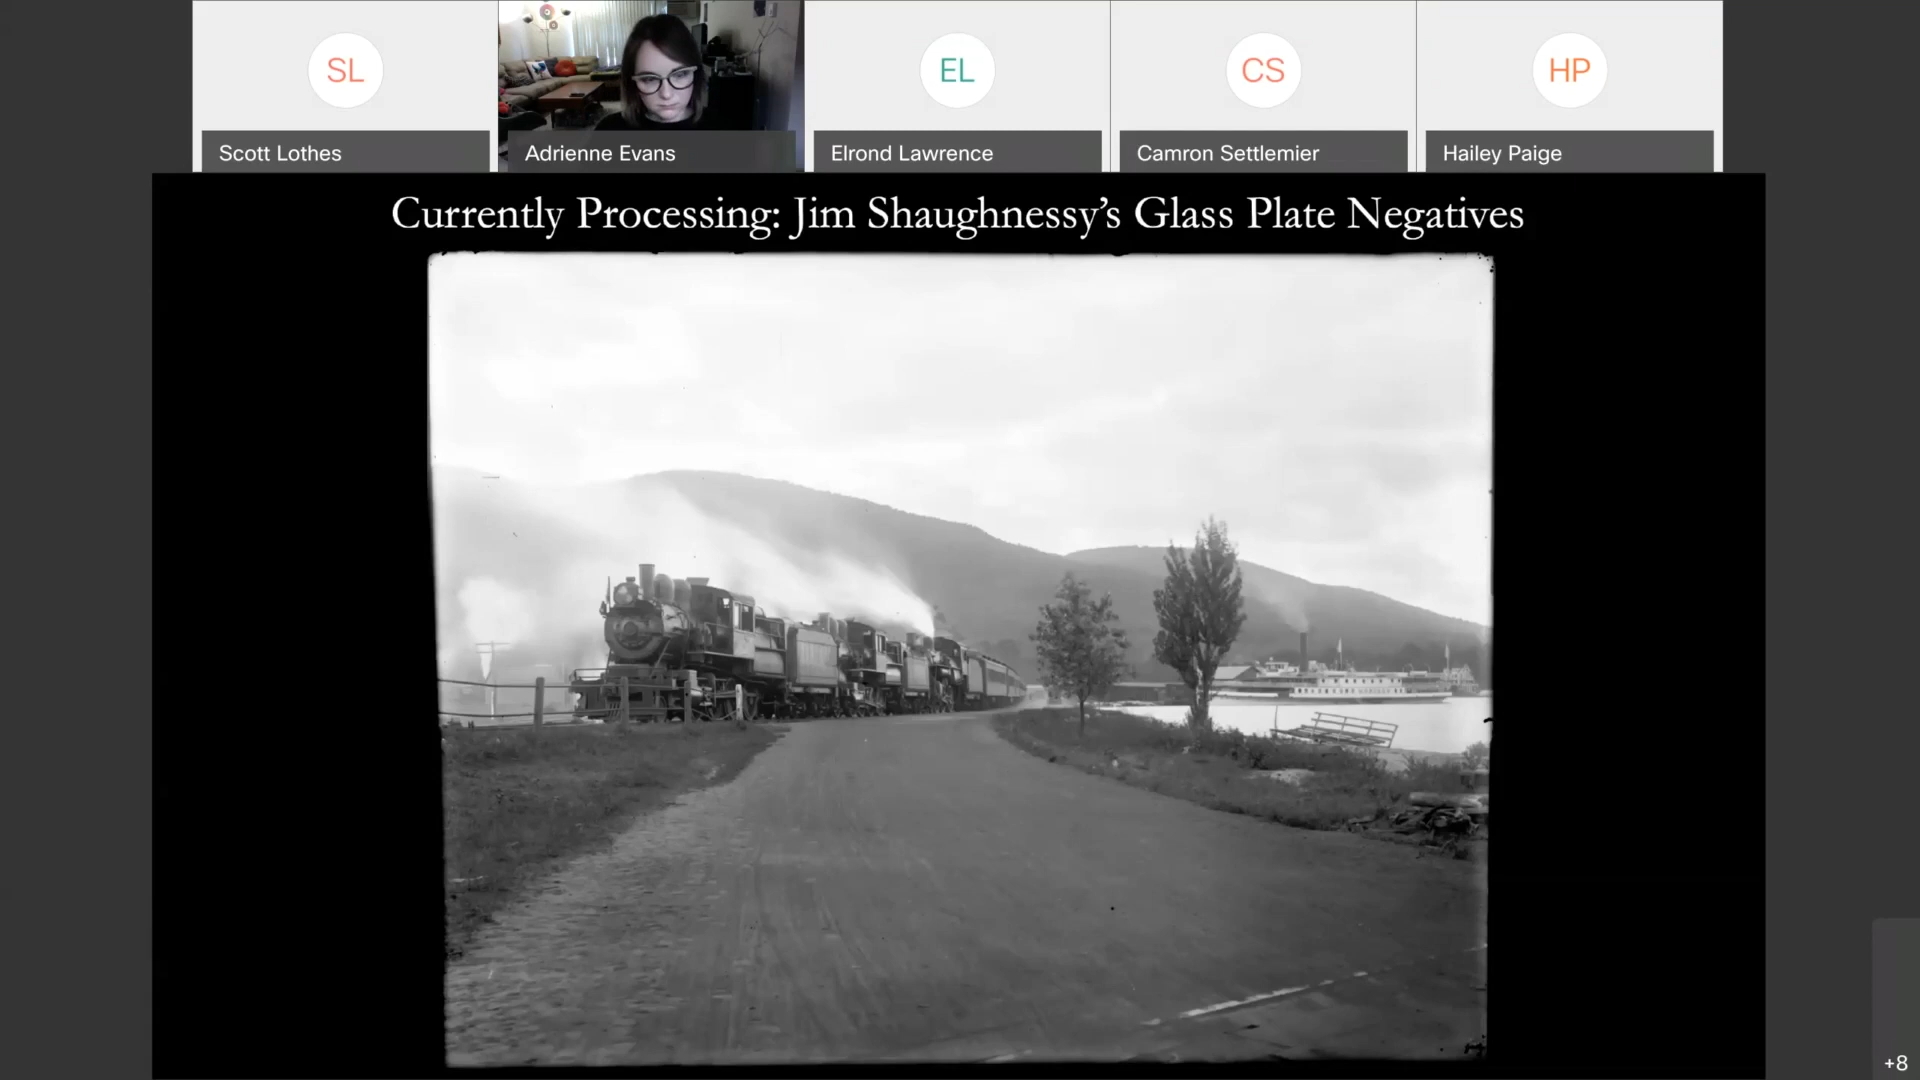 SL
EL
CS
HP
Scott Lothes
Adrienne Evans
Elrond Lawrence
Camron Settlemier
Hailey Paige
Currently Processing: Jim Shaughnessy’s Glass Plate Negatives
+8